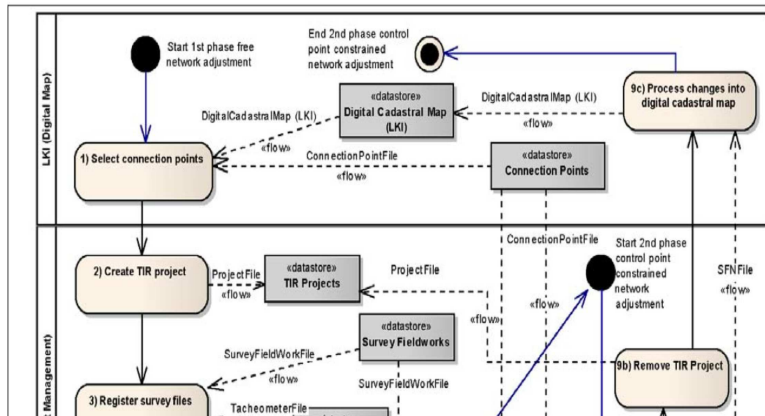 LKI (Digital Map)
Start 1st phase free
network adjustment
End 2nd phase control
point constrained
network adjustment
9c) Process changes into
digital cadastral map
«datastore»
Digital Cadastral Map
(LKI)
DigitalCadastralMap (LKI)
«flow»
DigitalCadastralMap (LKI)
«flow»
1) Select connection points
ConnectionPointFile
«flow»
«datastore»
Connection Points
Management)
2) Create TIR project
ProjectFile
«flow»
«datastore»
TIR Projects
ProjectFile
ConnectionPointFile
«flow»
«flow»
Start 2nd phase
control point
constrained
network
adjustment
SFNFile
«flow»
«datastore»
Survey Fieldworks
SurveyFieldWorkFile
«flow»
SurveyFieldWorkFile
9b) Remove TIR Project
3) Register survey files
TacheometerFile